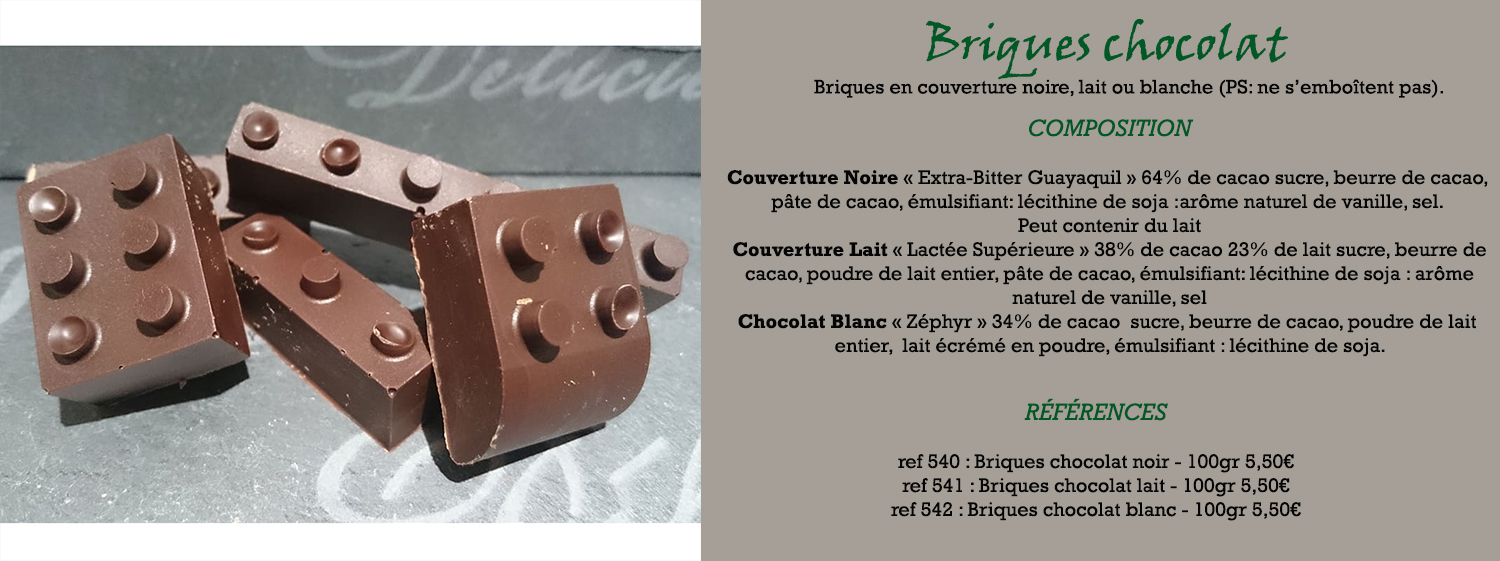 Delici
Briques chocolat
Briques en couverture noire, lait ou blanche (PS: ne s'emboîtent pas).
COMPOSITION
Couverture Noire « Extra-Bitter Guayaquil » 64% de cacao sucre, beurre de cacao,
pâte de cacao, émulsifiant: lécithine de soja :arôme naturel de vanille, sel.
Peut contenir du lait
Couverture Lait « Lactée Supérieure » 38% de cacao 23% de lait sucre, beurre de
cacao, poudre de lait entier, pâte de cacao, émulsifiant: lécithine de soja : arôme
naturel de vanille, sel
Chocolat Blanc « Zéphyr » 34% de cacao  sucre, beurre de cacao, poudre de lait
entier,  lait écrémé en poudre, émulsifiant : lécithine de soja.
RÉFÉRENCES
ref 540 : Briques chocolat noir - 100gr 5,50€
ref 541 : Briques chocolat lait - 100gr 5,50€
ref 542 : Briques chocolat blanc - 100gr 5,50€